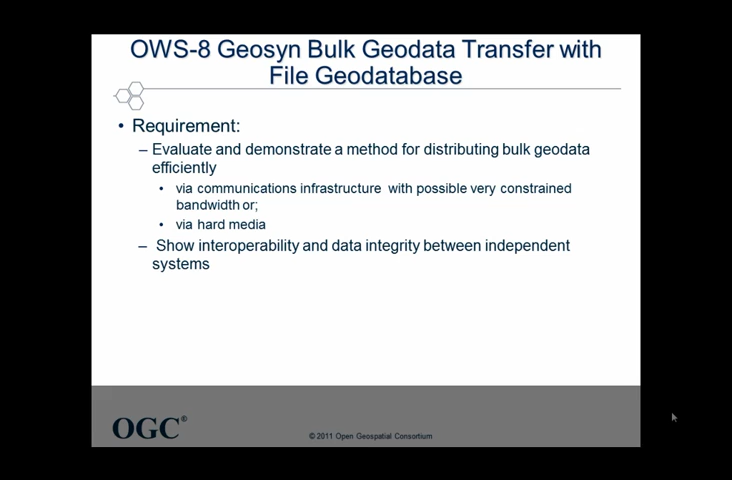 OWS-8 Geosyn Bulk Geodata Transfer with
File Geodatabase
• Requirement:
– Evaluate and demonstrate a method for distributing bulk geodata
efficiently
• via communications infrastructure with possible very constrained
bandwidth or;
• via hard media
– Show interoperability and data integrity between independent
systems
OGC®
© 2011 Open Geospatial Consortium